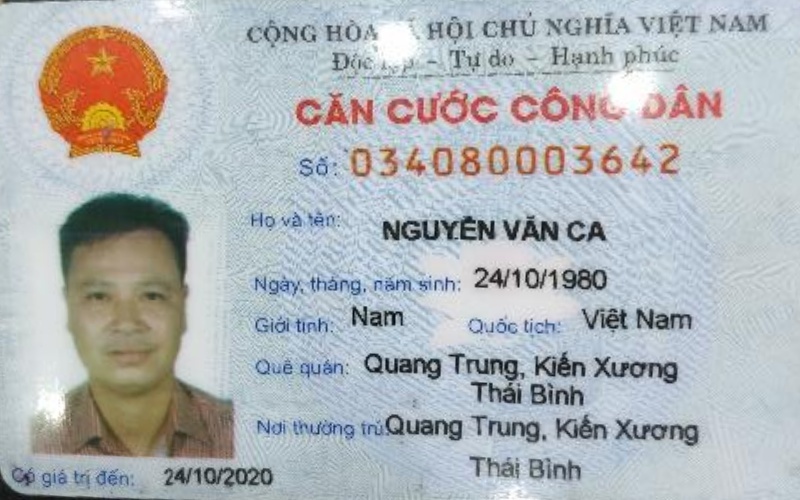 CỘNG HÒA XÃ HỘI CHỦ NGHĨA VIỆT NAM
Độc lập - Tự do - Hạnh phúc
CĂN CƯỚC CÔNG DÂN
Số: 034080003642
Họ và tên: NGUYỄN VĂN CA
Ngày, tháng, năm sinh: 24/10/1980
Giới tính: Nam Quốc tịch: Việt Nam
Quê quán: Quang Trung, Kiến Xương
Thái Bình
Nơi thường trú: Quang Trung, Kiến Xương
Thái Bình
Có giá trị đến: 24/10/2020